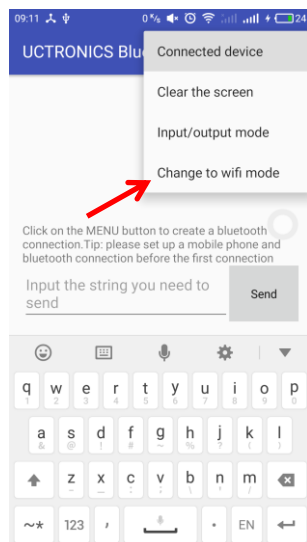 09:11 0 K/s 24
UCTRONICS Blu
Connected device
Clear the screen
Input/output mode
Change to wifi mode
Click on the MENU button to create a bluetooth
connection.Tip: please set up a mobile phone and
bluetooth connection before the first connection
Input the string you need to
send
Send
q w e r t y u i o p
1 2 3 4 5 6 7 8 9 0
a s d f g h j k l
& @ ! # ~ % ? ( )
z x c v b n m
~* 123 , . EN